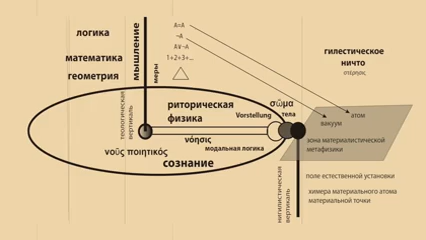 логика
математика
геометрия
мышление
меры
A=A
¬A
A∨¬A
1+2+3+...
гилестическое
ничто
στέρησις
теологическая
вертикаль
риторическая
физика
Vorstellung
σῶμα
тела
атом
вакуум
νόησις
модальная логика
νοῦς ποιητικός
сознание
зона материалистической
метафизики
нигилистическая
вертикаль
поле естественной установки
химера материального атома
материальной точки